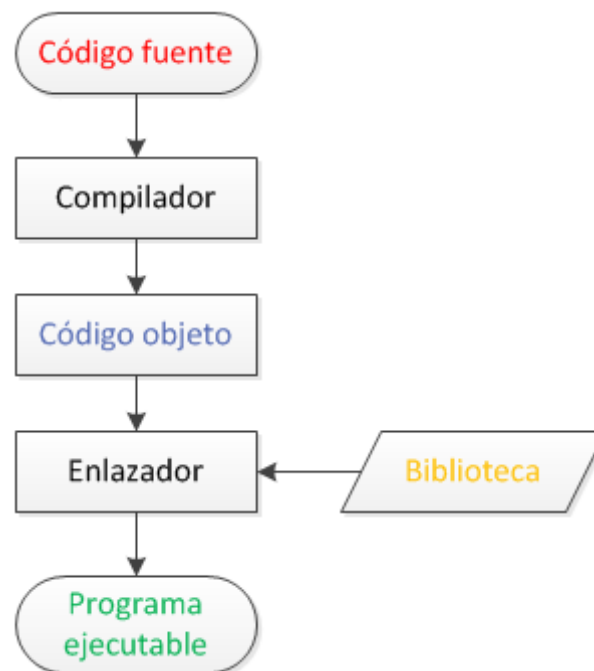 Código fuente
Compilador
Código objeto
Enlazador
Biblioteca
Programa
ejecutable